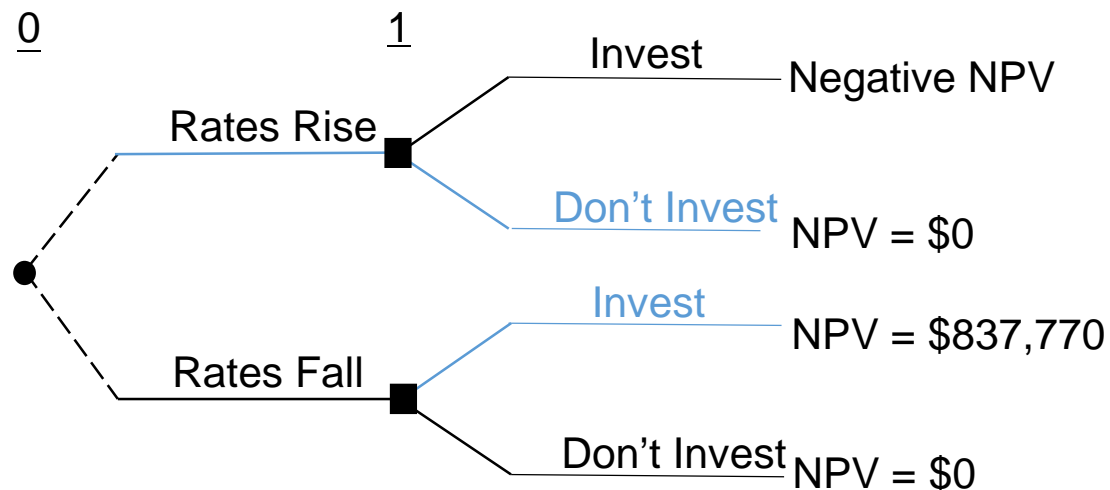 0
1
Invest
Negative NPV
Rates Rise
Don't Invest
NPV = $0
Invest
NPV = $837,770
Rates Fall
Don't Invest
NPV = $0